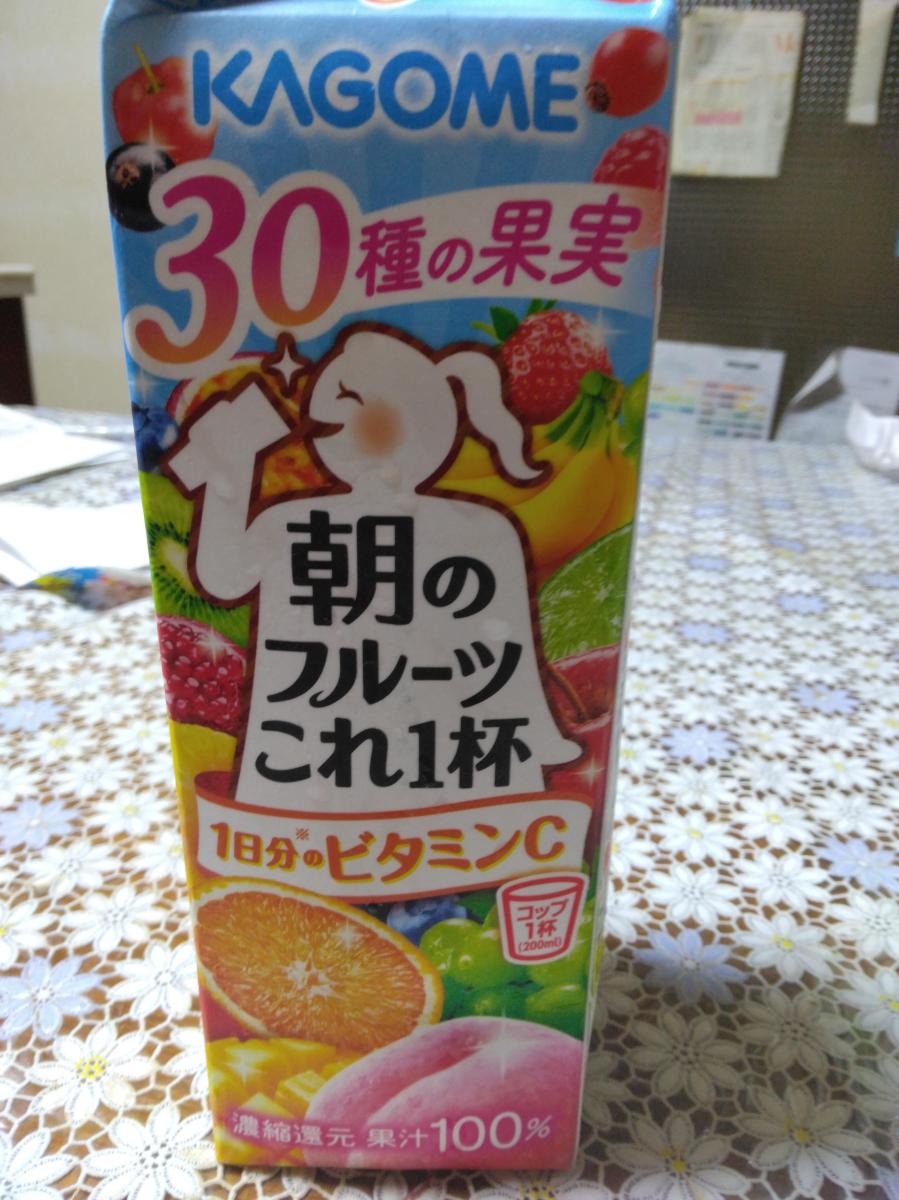 KAGOME
30種の果実
朝の
フルーツ
これ1杯
1日分※のビタミンC
コップ
1杯
(200ml)
濃縮還元 果汁100%